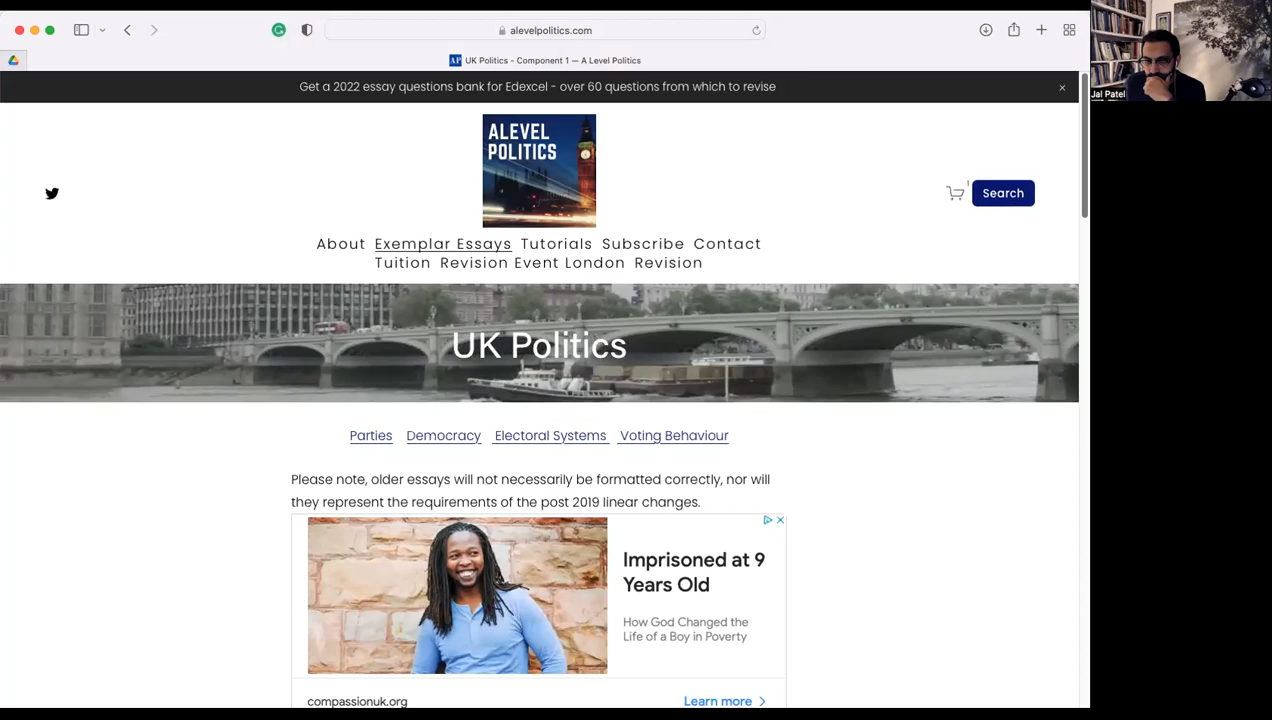 alevelpolitics.com
AP UK Politics - Component 1 — A Level Politics
Get a 2022 essay questions bank for Edexcel - over 60 questions from which to revise
ALEVEL
POLITICS
1
Search
About Exemplar Essays Tutorials Subscribe Contact
Tuition Revision Event London Revision
UK Politics
Parties Democracy Electoral Systems Voting Behaviour
Please note, older essays will not necessarily be formatted correctly, nor will
they represent the requirements of the post 2019 linear changes.
Imprisoned at 9
Years Old
How God Changed the
Life of a Boy in Poverty
compassionuk.org
Learn more
Jal Patel